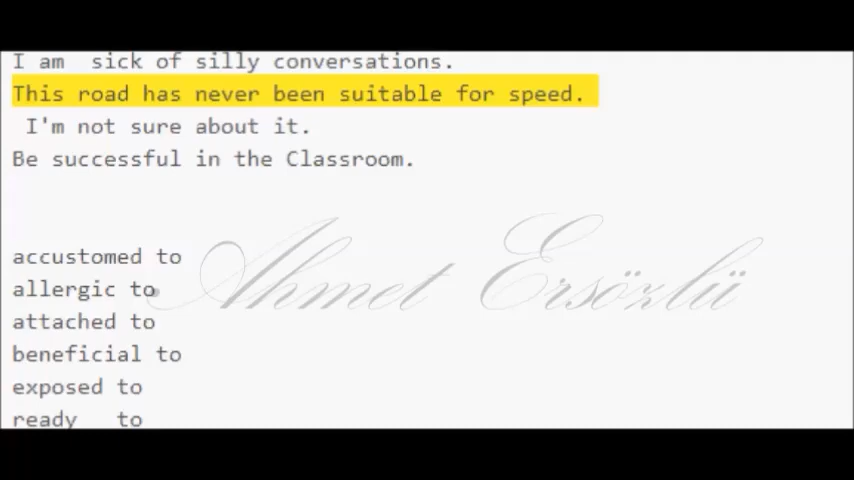 I am  sick of silly conversations.
This road has never been suitable for speed.
I'm not sure about it.
Be successful in the Classroom.
accustomed to
allergic to
attached to
beneficial to
exposed to
ready   to
Ahmet Ersözlü